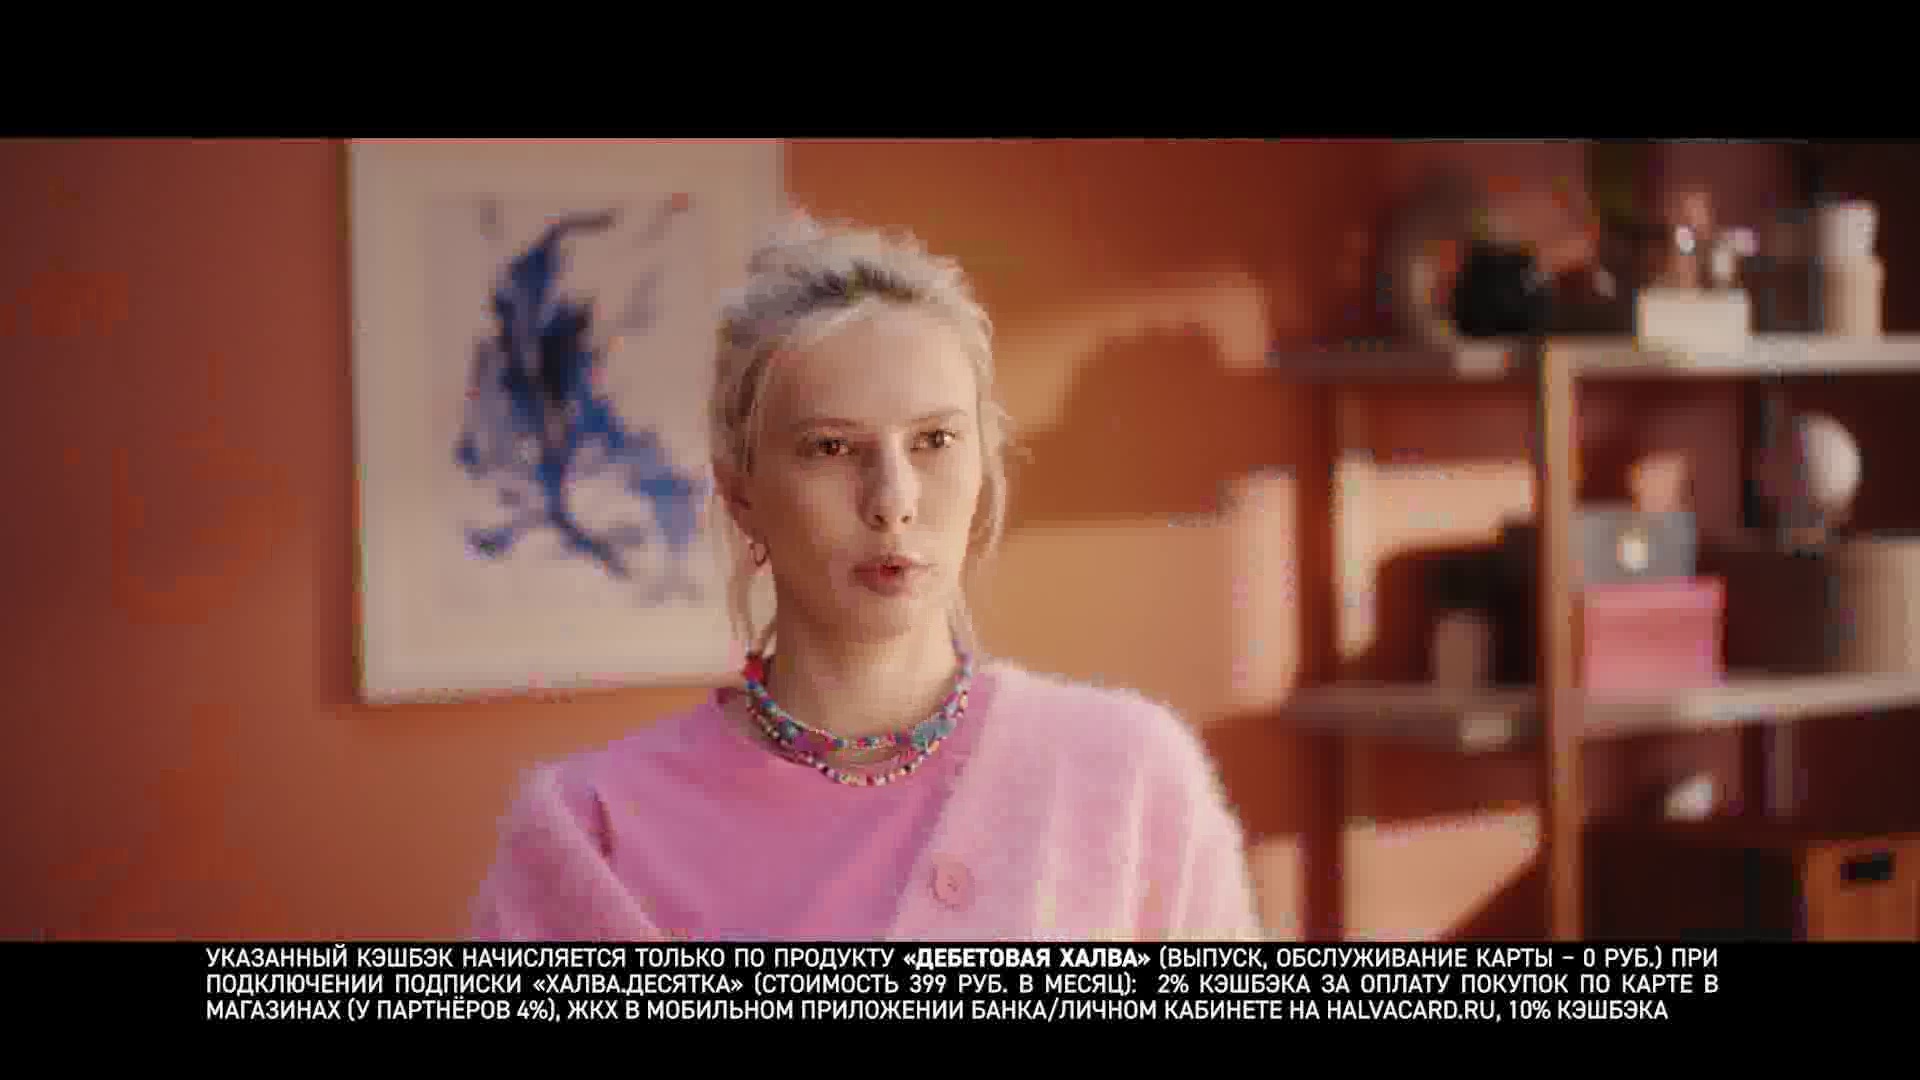 УКАЗАННЫЙ КЭШБЭК НАЧИСЛЯЕТСЯ ТОЛЬКО ПО ПРОДУКТУ «ДЕБЕТОВАЯ ХАЛВА» (ВЫПУСК, ОБСЛУЖИВАНИЕ КАРТЫ – 0 РУБ.) ПРИ
ПОДКЛЮЧЕНИИ ПОДПИСКИ «ХАЛВА.ДЕСЯТКА» (СТОИМОСТЬ 399 РУБ. В МЕСЯЦ): 2% КЭШБЭКА ЗА ОПЛАТУ ПОКУПОК ПО КАРТЕ В
МАГАЗИНАХ (У ПАРТНЁРОВ 4%), ЖКХ В МОБИЛЬНОМ ПРИЛОЖЕНИИ БАНКА/ЛИЧНОМ КАБИНЕТЕ НА HALVACARD.RU, 10% КЭШБЭКА